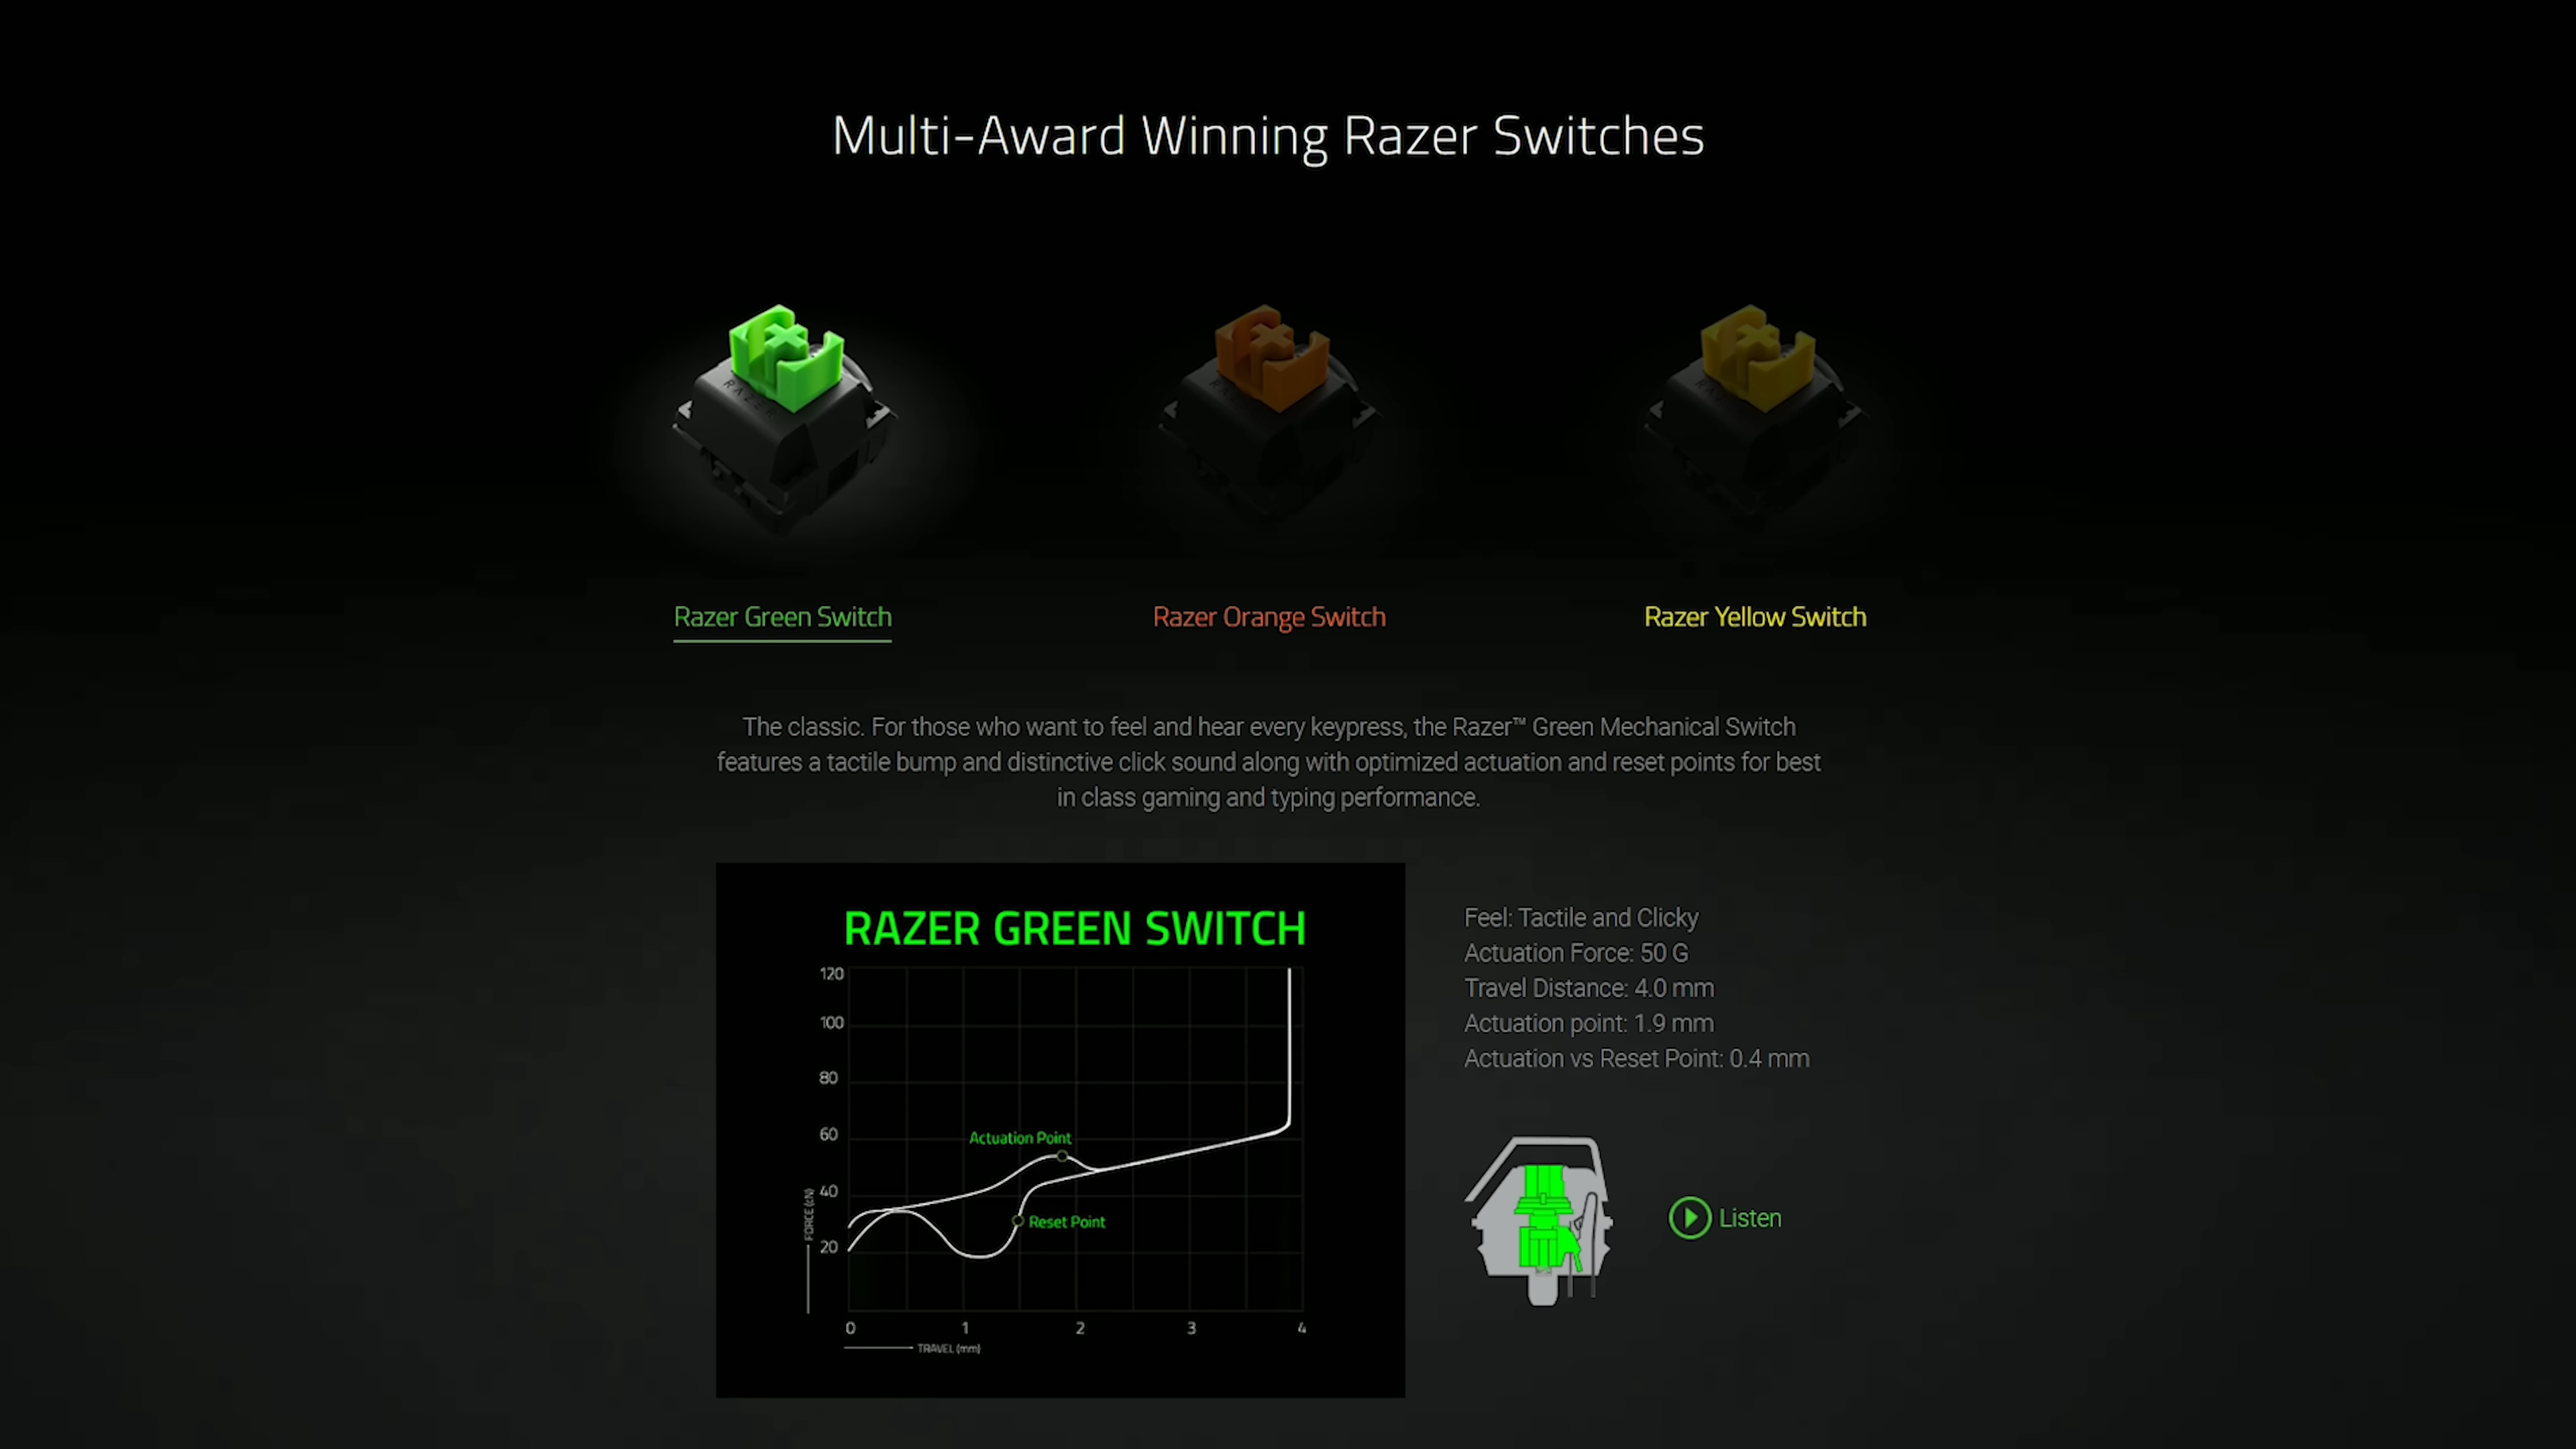 Multi-Award Winning Razer Switches
RAZER
Razer Green Switch
Razer Orange Switch
Razer Yellow Switch
The classic. For those who want to feel and hear every keypress, the Razer™ Green Mechanical Switch
features a tactile bump and distinctive click sound along with optimized actuation and reset points for best
in class gaming and typing performance.
RAZER GREEN SWITCH
120
100
80
60
40
20
FORCE (cN)
Actuation Point
Reset Point
0 1 2 3 4
TRAVEL (mm)
Feel: Tactile and Clicky
Actuation Force: 50 G
Travel Distance: 4.0 mm
Actuation point: 1.9 mm
Actuation vs Reset Point: 0.4 mm
Listen